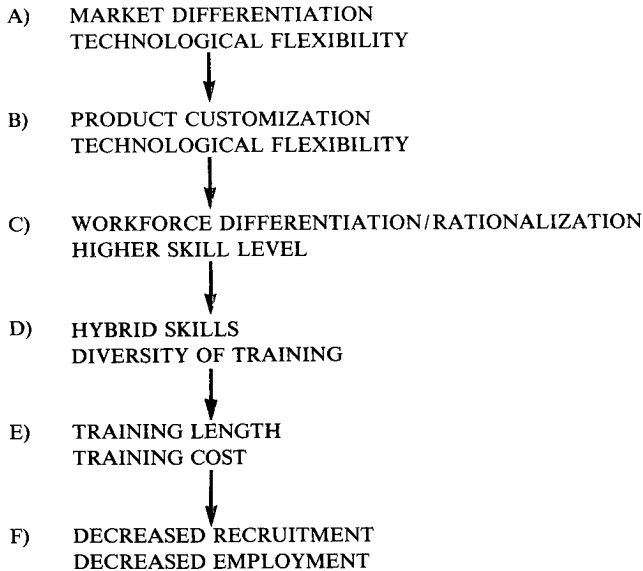 A) MARKET DIFFERENTIATION
TECHNOLOGICAL FLEXIBILITY
B) PRODUCT CUSTOMIZATION
TECHNOLOGICAL FLEXIBILITY
C) WORKFORCE DIFFERENTIATION/RATIONALIZATION
HIGHER SKILL LEVEL
D) HYBRID SKILLS
DIVERSITY OF TRAINING
E) TRAINING LENGTH
TRAINING COST
F) DECREASED RECRUITMENT
DECREASED EMPLOYMENT